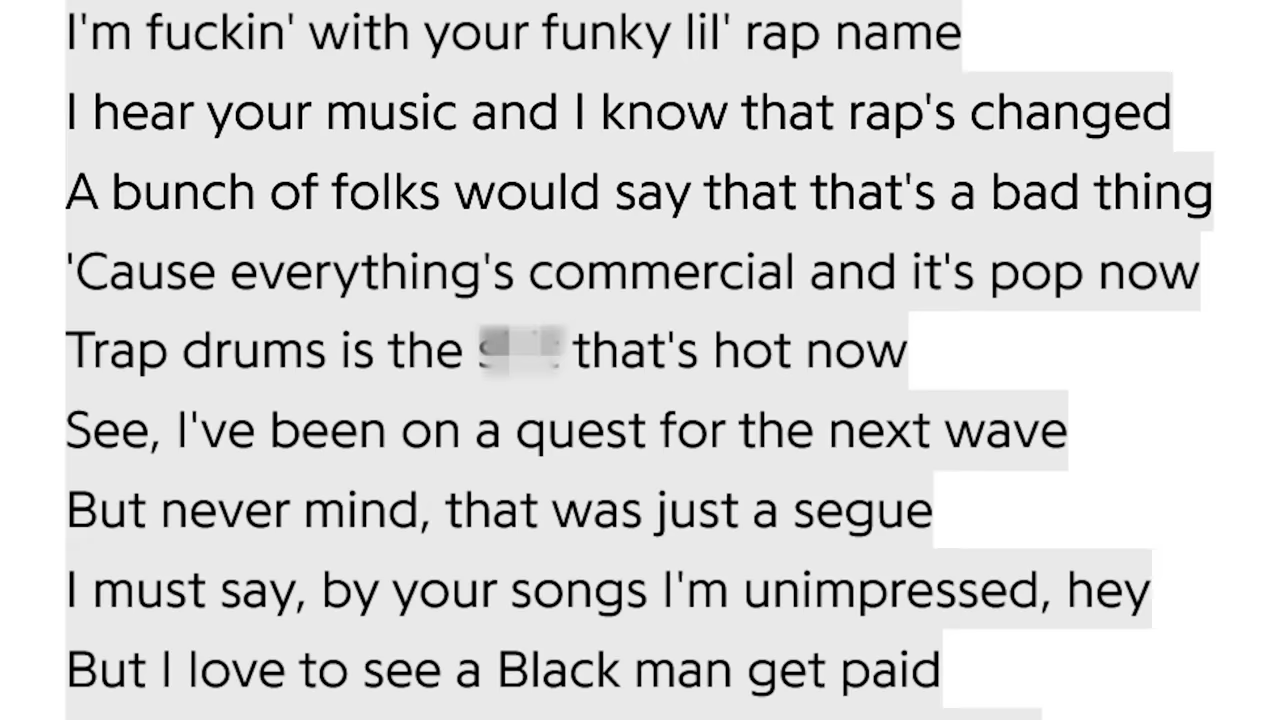 I'm fuckin' with your funky lil' rap name
I hear your music and I know that rap's changed
A bunch of folks would say that that's a bad thing
'Cause everything's commercial and it's pop now
Trap drums is the that's hot now
See, I've been on a quest for the next wave
But never mind, that was just a segue
I must say, by your songs I'm unimpressed, hey
But I love to see a Black man get paid